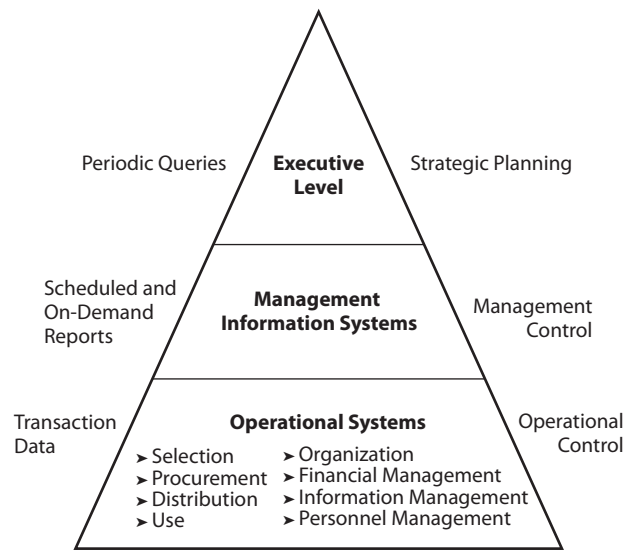 Periodic Queries
Executive
Level
Strategic Planning
Scheduled and
On-Demand
Reports
Management
Information Systems
Management
Control
Transaction
Data
Operational Systems
➤ Selection
➤ Procurement
➤ Distribution
➤ Use
➤ Organization
➤ Financial Management
➤ Information Management
➤ Personnel Management
Operational
Control